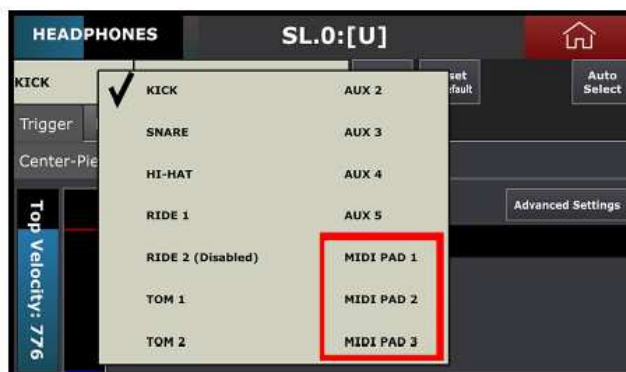 HEADPHONES SL.0:[U]
KICK set Auto
fault Select
Trigger
Center-Pie
Advanced Settings
Top Velocity: 776
KICK AUX 2
SNARE AUX 3
HI-HAT AUX 4
RIDE 1 AUX 5
RIDE 2 (Disabled) MIDI PAD 1
TOM 1 MIDI PAD 2
TOM 2 MIDI PAD 3